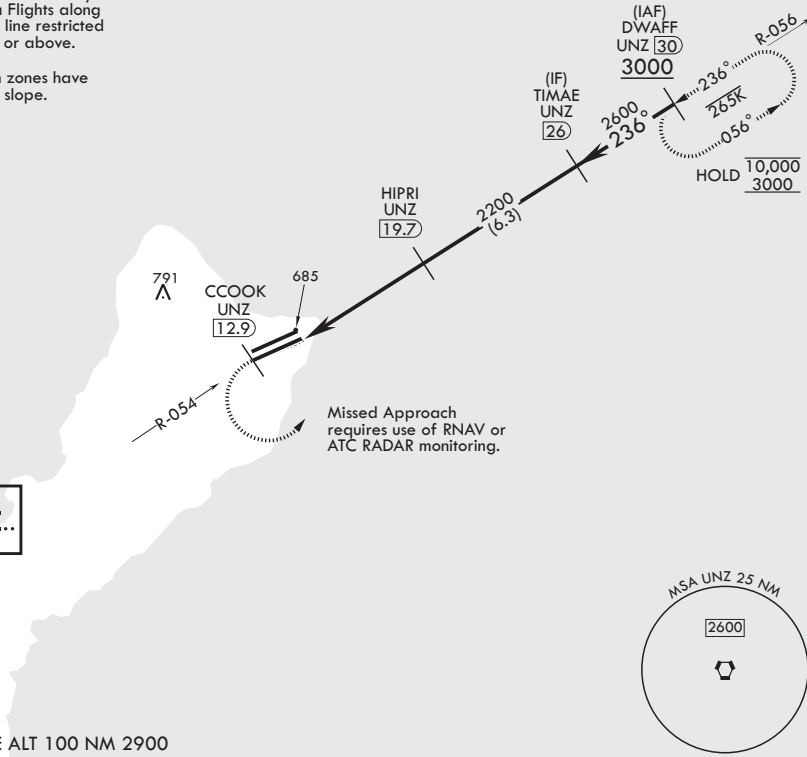 Flights along
line restricted
or above.
zones have
slope.
(IAF)
DWAFF
UNZ 30
3000
R-056
236°
265K
056°
HOLD 10,000
3000
(IF)
TIMAE
UNZ
26
2600
236°
HIPRI
UNZ
19.7
2200
(6.3)
791
685
CCOOK
UNZ
12.9
R-054
Missed Approach
requires use of RNAV or
ATC RADAR monitoring.
MSA UNZ 25 NM
2600
ALT 100 NM 2900